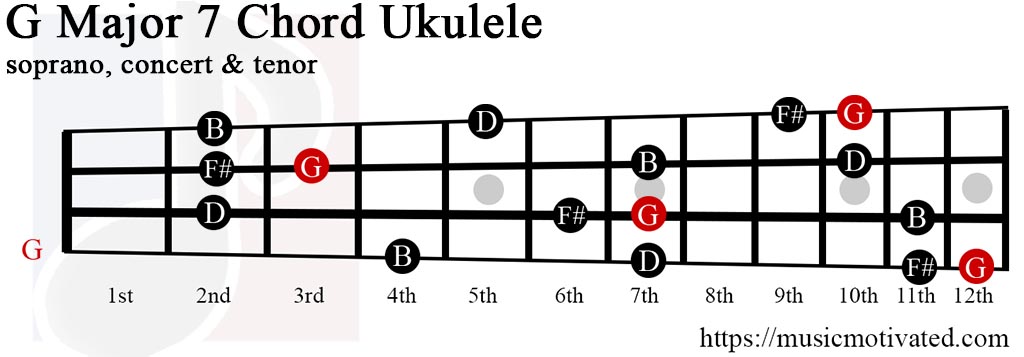 G Major 7 Chord Ukulele
soprano, concert & tenor
B D F# G
F# G B D
D F# G B
G B D F# G
1st 2nd 3rd 4th 5th 6th 7th 8th 9th 10th 11th 12th
https://musicmotivated.com